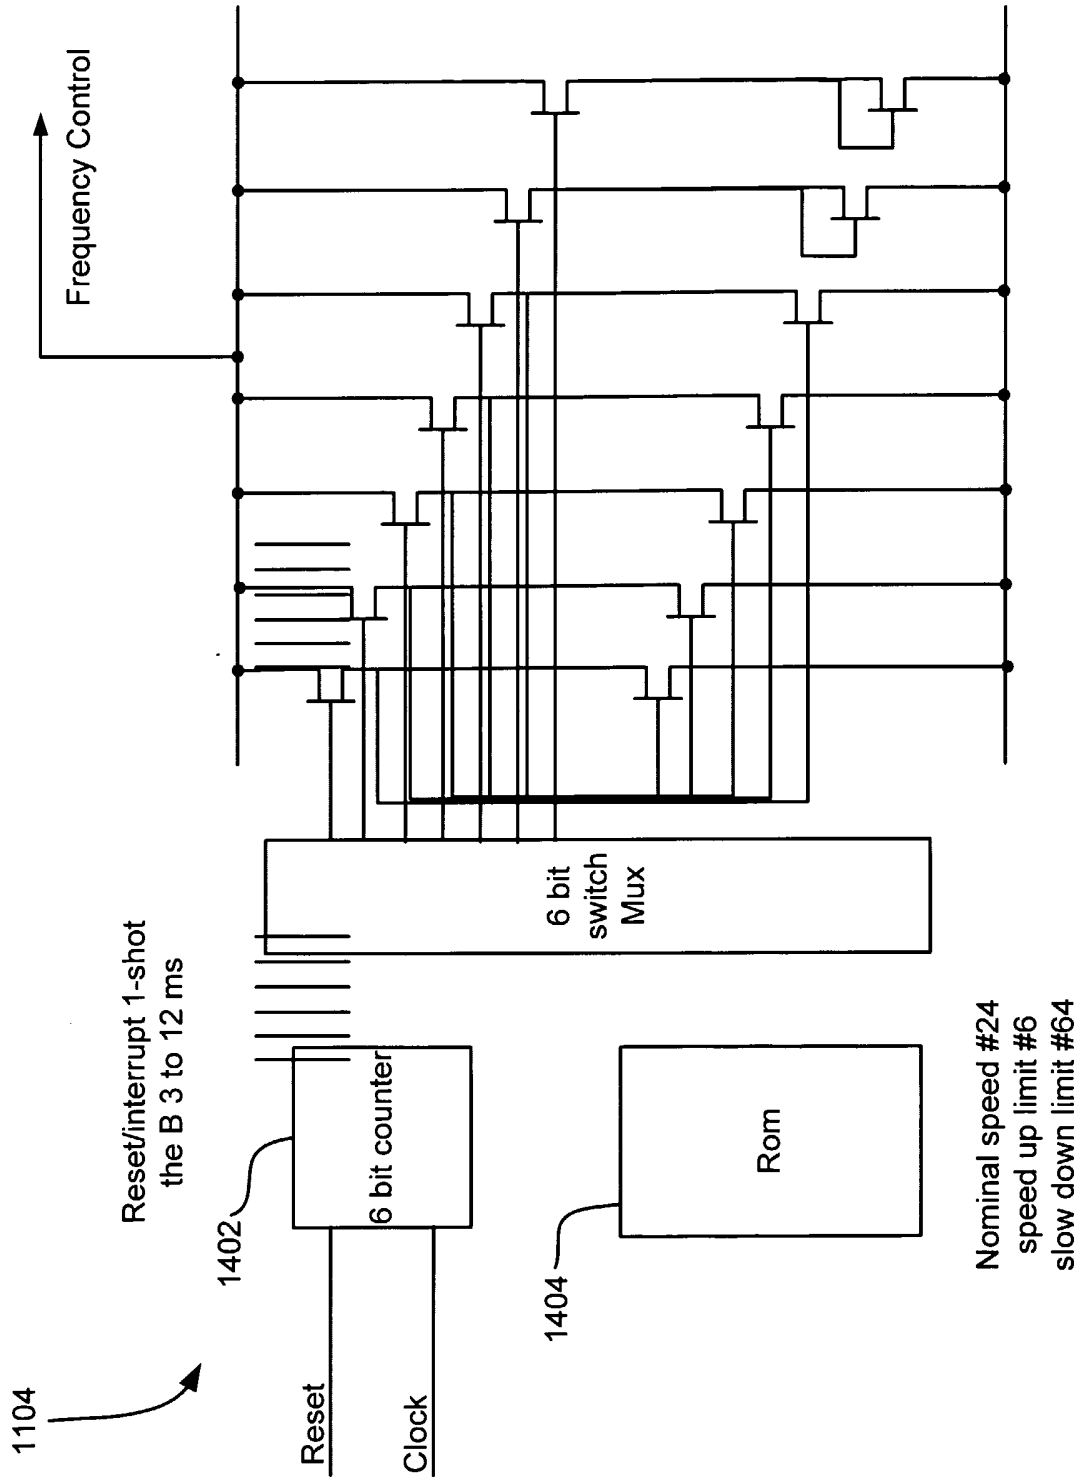 1104
Reset
Clock
1402
6 bit counter
Reset/interrupt 1-shot
the B 3 to 12 ms
1404
Rom
Nominal speed #24
speed up limit #6
slow down limit #64
6 bit
switch
Mux
Frequency Control